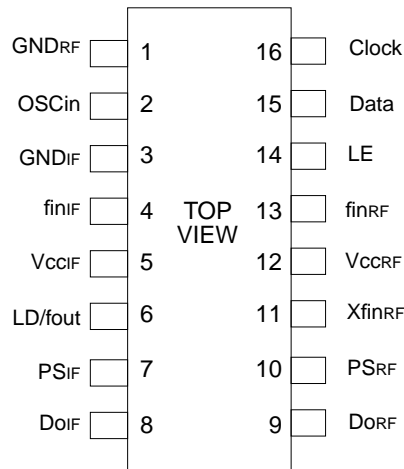 GNDRF 1 16 Clock
OSCin 2 15 Data
GNDIF 3 14 LE
finIF 4 TOP 13 finRF
VIEW
VccIF 5 12 VccRF
LD/fout 6 11 XfinRF
PSIF 7 10 PSRF
DoIF 8 9 DoRF